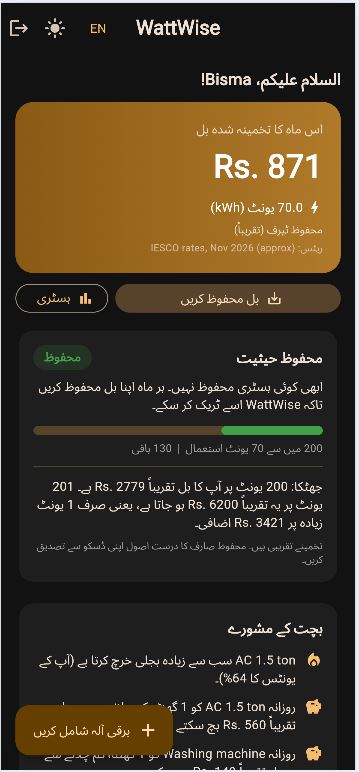 WattWise
EN
السلام علیکم، Bisma!
اس ماہ کا تخمینہ شدہ بل
Rs. 871
70.0 یونٹ (kWh)
محفوظ ٹیرف (تقریباً)
ریٹس: IESCO rates, Nov 2026 (approx)
بل محفوظ کریں
ہسٹری
محفوظ حیثیت
محفوظ
ابھی کوئی ہسٹری محفوظ نہیں۔ ہر ماہ اپنا بل محفوظ کریں
تاکہ WattWise اسے ٹریک کر سکے۔
200 میں سے 70 یونٹ استعمال | 130 باقی
جھٹکا: 200 یونٹ پر آپ کا بل تقریباً Rs. 2779 ہے۔ 201
یونٹ پر یہ تقریباً Rs. 6200 ہو جاتا ہے، یعنی صرف 1 یونٹ
زیادہ پر Rs. 3421 اضافی۔
تخمینے تقریبی ہیں۔ محفوظ صارف کا درست اصول اپنی ڈسکو سے تصدیق
کریں۔
بچت کے مشورے
AC 1.5 ton سب سے زیادہ بجلی خرچ کرتا ہے (آپ کے
یونٹس کا 64%)۔
روزانہ AC 1.5 ton کو 1 گھنٹہ
تقریباً Rs. 560 بچ سکتے
روزانہ Washing machine کو 1 گھنٹہ کم چلانے سے
برقی آلہ شامل کریں